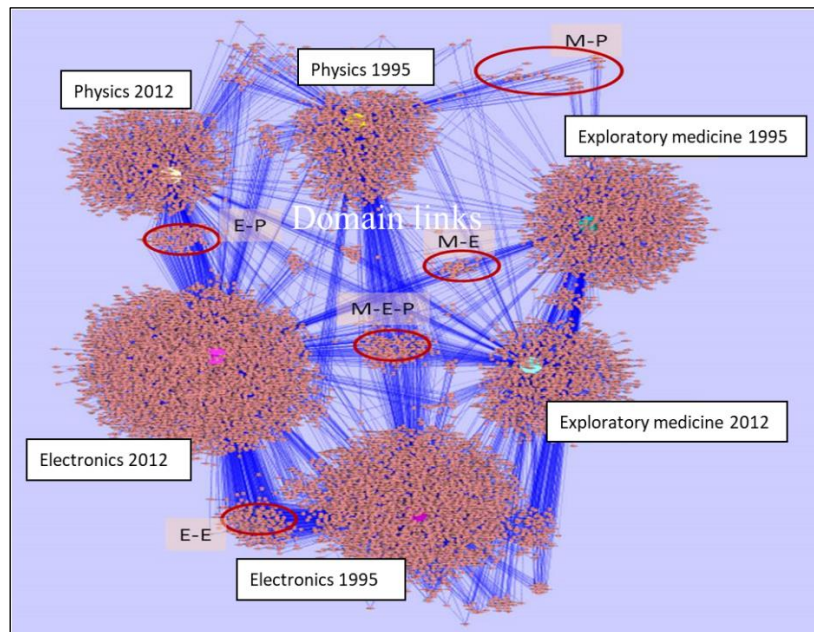 M-P
Physics 1995
Physics 2012
Exploratory medicine 1995
Domain links
E-P
M-E
M-E-P
Exploratory medicine 2012
Electronics 2012
E-E
Electronics 1995